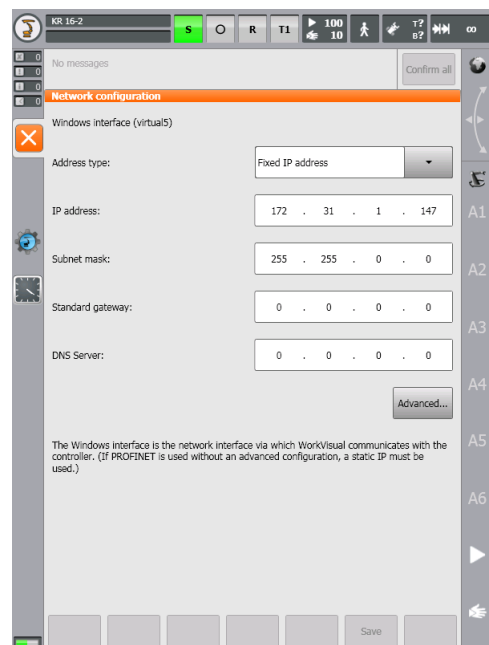 KR 16-2
S O R T1 100 10 T? B? ∞
0
0
0
0
No messages
Confirm all
Network configuration
Windows interface (virtual5)
Address type: Fixed IP address
IP address: 172 . 31 . 1 . 147
Subnet mask: 255 . 255 . 0 . 0
Standard gateway: 0 . 0 . 0 . 0
DNS Server: 0 . 0 . 0 . 0
Advanced...
The Windows interface is the network interface via which WorkVisual communicates with the
controller. (If PROFINET is used without an advanced configuration, a static IP must be
used.)
A1
A2
A3
A4
A5
A6
Save